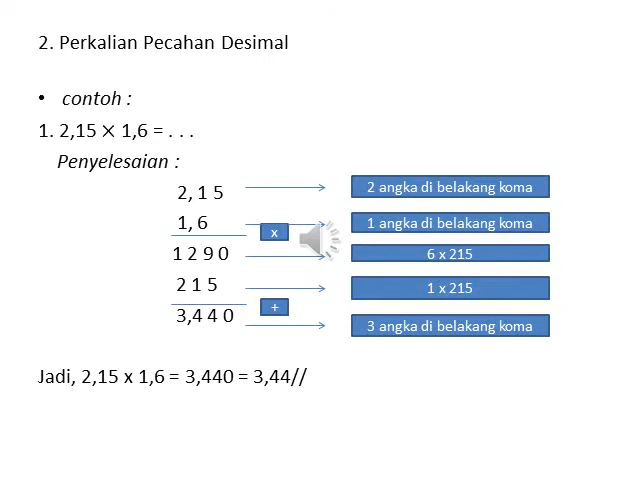 2. Perkalian Pecahan Desimal
• contoh :
1. 2,15 × 1,6 = . . .
Penyelesaian :
2, 1 5 2 angka di belakang koma
1, 6 x 1 angka di belakang koma
1 2 9 0 6 x 215
2 1 5 + 1 x 215
3,4 4 0 3 angka di belakang koma
Jadi, 2,15 x 1,6 = 3,440 = 3,44//